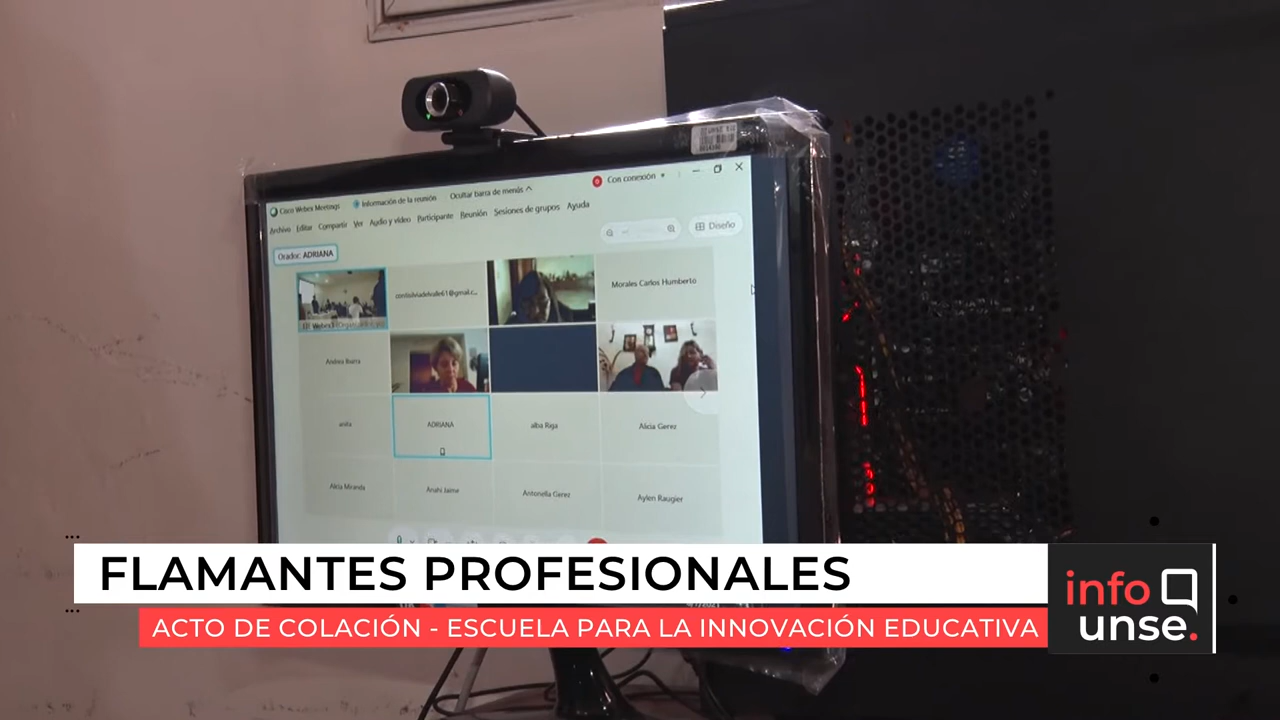 Cisco Webex Meetings
Información de la reunión
Ocultar barra de menús
Con conexión
Archivo Editar Compartir Ver Audio y vídeo Participante Reunión Sesiones de grupos Ayuda
Diseño
Orador: ADRIANA
Morales Carlos Humberto
Andrea Ibarra
anita
ADRIANA
alba Riga
Alicia Gerez
Alicia Miranda
Anahi Jaime
Antonella Gerez
Aylen Raugier
FLAMANTES PROFESIONALES
ACTO DE COLACIÓN - ESCUELA PARA LA INNOVACIÓN EDUCATIVA
info
unse.